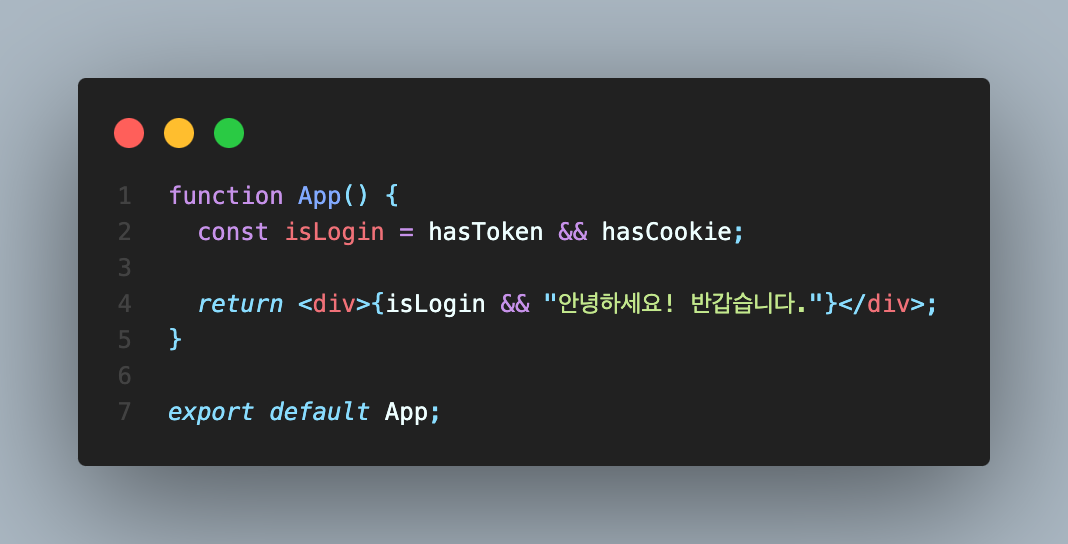 1 function App() {
2 const isLogin = hasToken && hasCookie;
3
4 return <div>{isLogin && "안녕하세요! 반갑습니다."}</div>;
5 }
6
7 export default App;